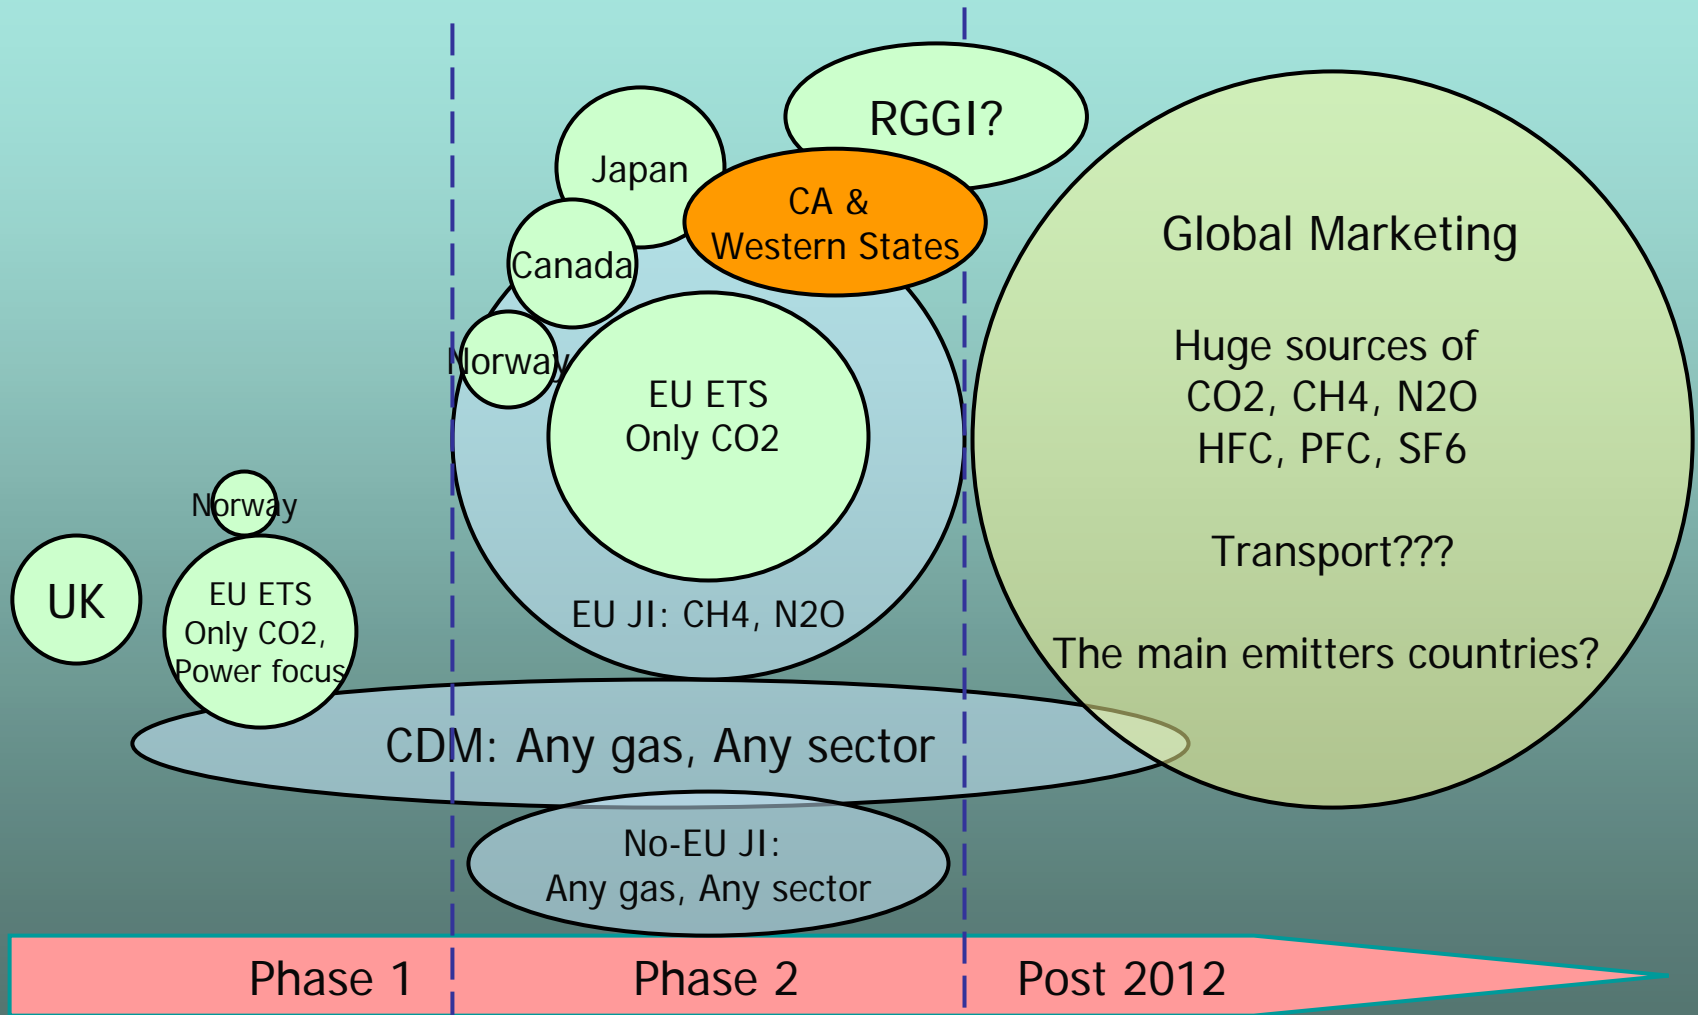 RGGI?
Japan
CA &
Western States
Canada
Norway
EU ETS
Only CO2
EU JI: CH4, N2O
Norway
UK
EU ETS
Only CO2,
Power focus
Global Marketing
Huge sources of
CO2, CH4, N2O
HFC, PFC, SF6
Transport???
The main emitters countries?
CDM: Any gas, Any sector
No-EU JI:
Any gas, Any sector
Phase 1
Phase 2
Post 2012